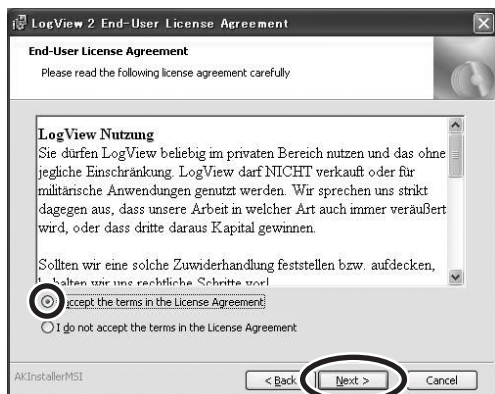 LogView 2 End-User License Agreement
End-User License Agreement
Please read the following license agreement carefully
LogView Nutzung
Sie dürfen LogView beliebig im privaten Bereich nutzen und das ohne
jegliche Einschränkung. LogView darf NICHT verkauft oder für
militärische Anwendungen genutzt werden. Wir sprechen uns strikt
dagegen aus, dass unsere Arbeit in welcher Art auch immer veräußert
wird, oder dass dritte daraus Kapital gewinnen.
Sollten wir eine solche Zuwiderhandlung feststellen bzw. aufdecken,
behalten wir uns rechtliche Schritte vor!
accept the terms in the License Agreement
I do not accept the terms in the License Agreement
AKInstallerMSI
< Back
Next >
Cancel